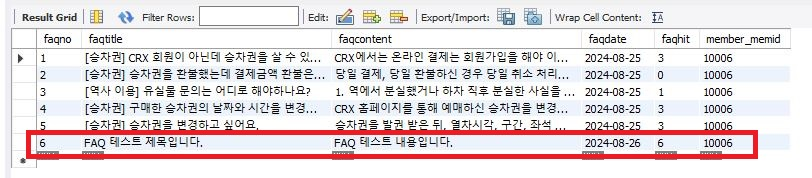 Result Grid Filter Rows: Edit: Export/Import: Wrap Cell Content:
faqno faqtitle faqcontent faqdate faqhit member_memid
1 [승차권] CRX 회원이 아닌데 승차권을 살 수 있... CRX에서는 온라인 결제는 회원가입을 해야 이... 2024-08-25 3 10006
2 [승차권] 승차권을 환불했는데 결제금액 환불은... 당일 결제, 당일 환불하신 경우 당일 취소 처리... 2024-08-25 0 10006
3 [역사 이용] 유실물 문의는 어디로 해야하나요? 1. 역에서 분실했거나 하차 직후 분실한 사실을 ... 2024-08-25 1 10006
4 [승차권] 구매한 승차권의 날짜와 시간을 변경... CRX 홈페이지를 통해 예매하신 승차권을 변경... 2024-08-25 3 10006
5 [승차권] 승차권을 변경하고 싶어요. 승차권을 발권 받은 뒤, 열차시각, 구간, 좌석 ... 2024-08-25 3 10006
6 FAQ 테스트 제목입니다. FAQ 테스트 내용입니다. 2024-08-26 6 10006